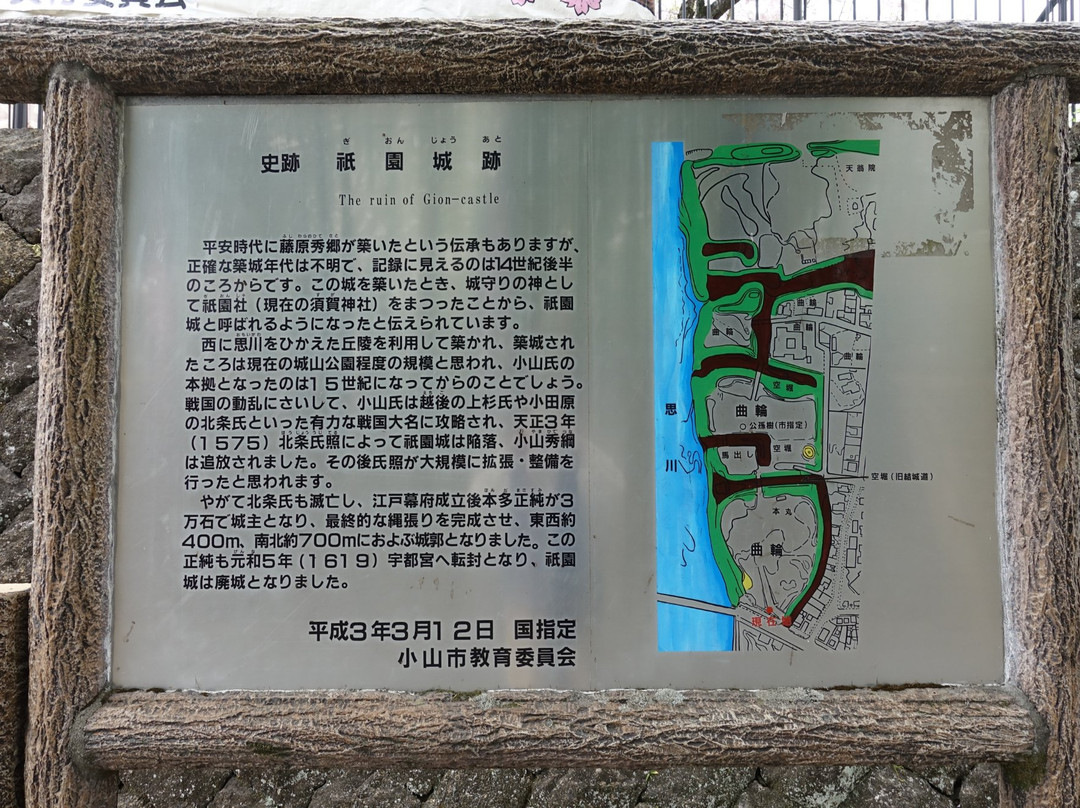 史跡 祇園城跡
ぎ おん じょう あと
The ruin of Gion-castle
平安時代に藤原秀郷が築いたという伝承もありますが、
正確な築城年代は不明で、記録に見えるのは14世紀後半
のころからです。この城を築いたとき、城守りの神とし
て祇園社（現在の須賀神社）をまつったことから、祇園
城と呼ばれるようになったと伝えられています。
西に思川をひかえた丘陵を利用して築かれ、築城され
たころは現在の城山公園程度の規模と思われ、小山氏の
本拠となったのは15世紀になってからのことでしょう。
戦国の動乱にさいして、小山氏は越後の上杉氏や小田原
の北条氏といった有力な戦国大名に攻略され、天正3年
（1575）北条氏照によって祇園城は陥落、小山秀綱
は追放されました。その後氏照が大規模に拡張・整備を
行ったと思われます。
やがて北条氏も滅亡し、江戸幕府成立後本多正純が3
万石で城主となり、最終的な縄張りを完成させ、東西約
400m、南北約700mにおよぶ城郭となりました。この
正純も元和5年（1619）宇都宮へ転封となり、祇園
城は廃城となりました。
平成3年3月12日 国指定
小山市教育委員会
天翁院
曲輪
曲輪
曲輪
曲輪
空堀
曲輪
公孫樹（市指定）
思川
馬出し
空堀
空堀（旧結城道）
本丸
曲輪
現在地